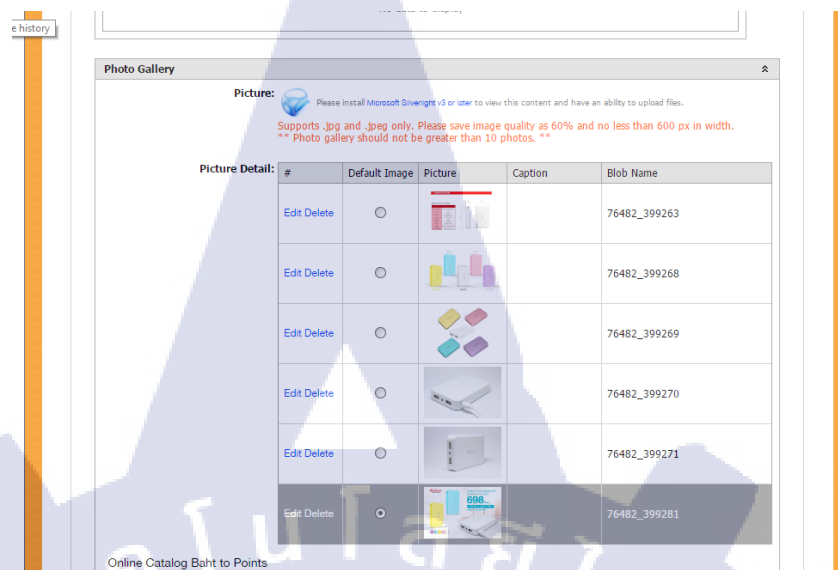 e history
Photo Gallery
Picture:
Please install Microsoft Silverlight v3 or later to view this content and have an ability to upload files.
Supports .jpg and .jpeg only. Please save image quality as 60% and no less than 600 px in width.
** Photo gallery should not be greater than 10 photos. **
Picture Detail:
# Default Image Picture Caption Blob Name
Edit Delete 76482_399263
Edit Delete 76482_399268
Edit Delete 76482_399269
Edit Delete 76482_399270
Edit Delete 76482_399271
Edit Delete 698 76482_399281
Online Catalog Baht to Points